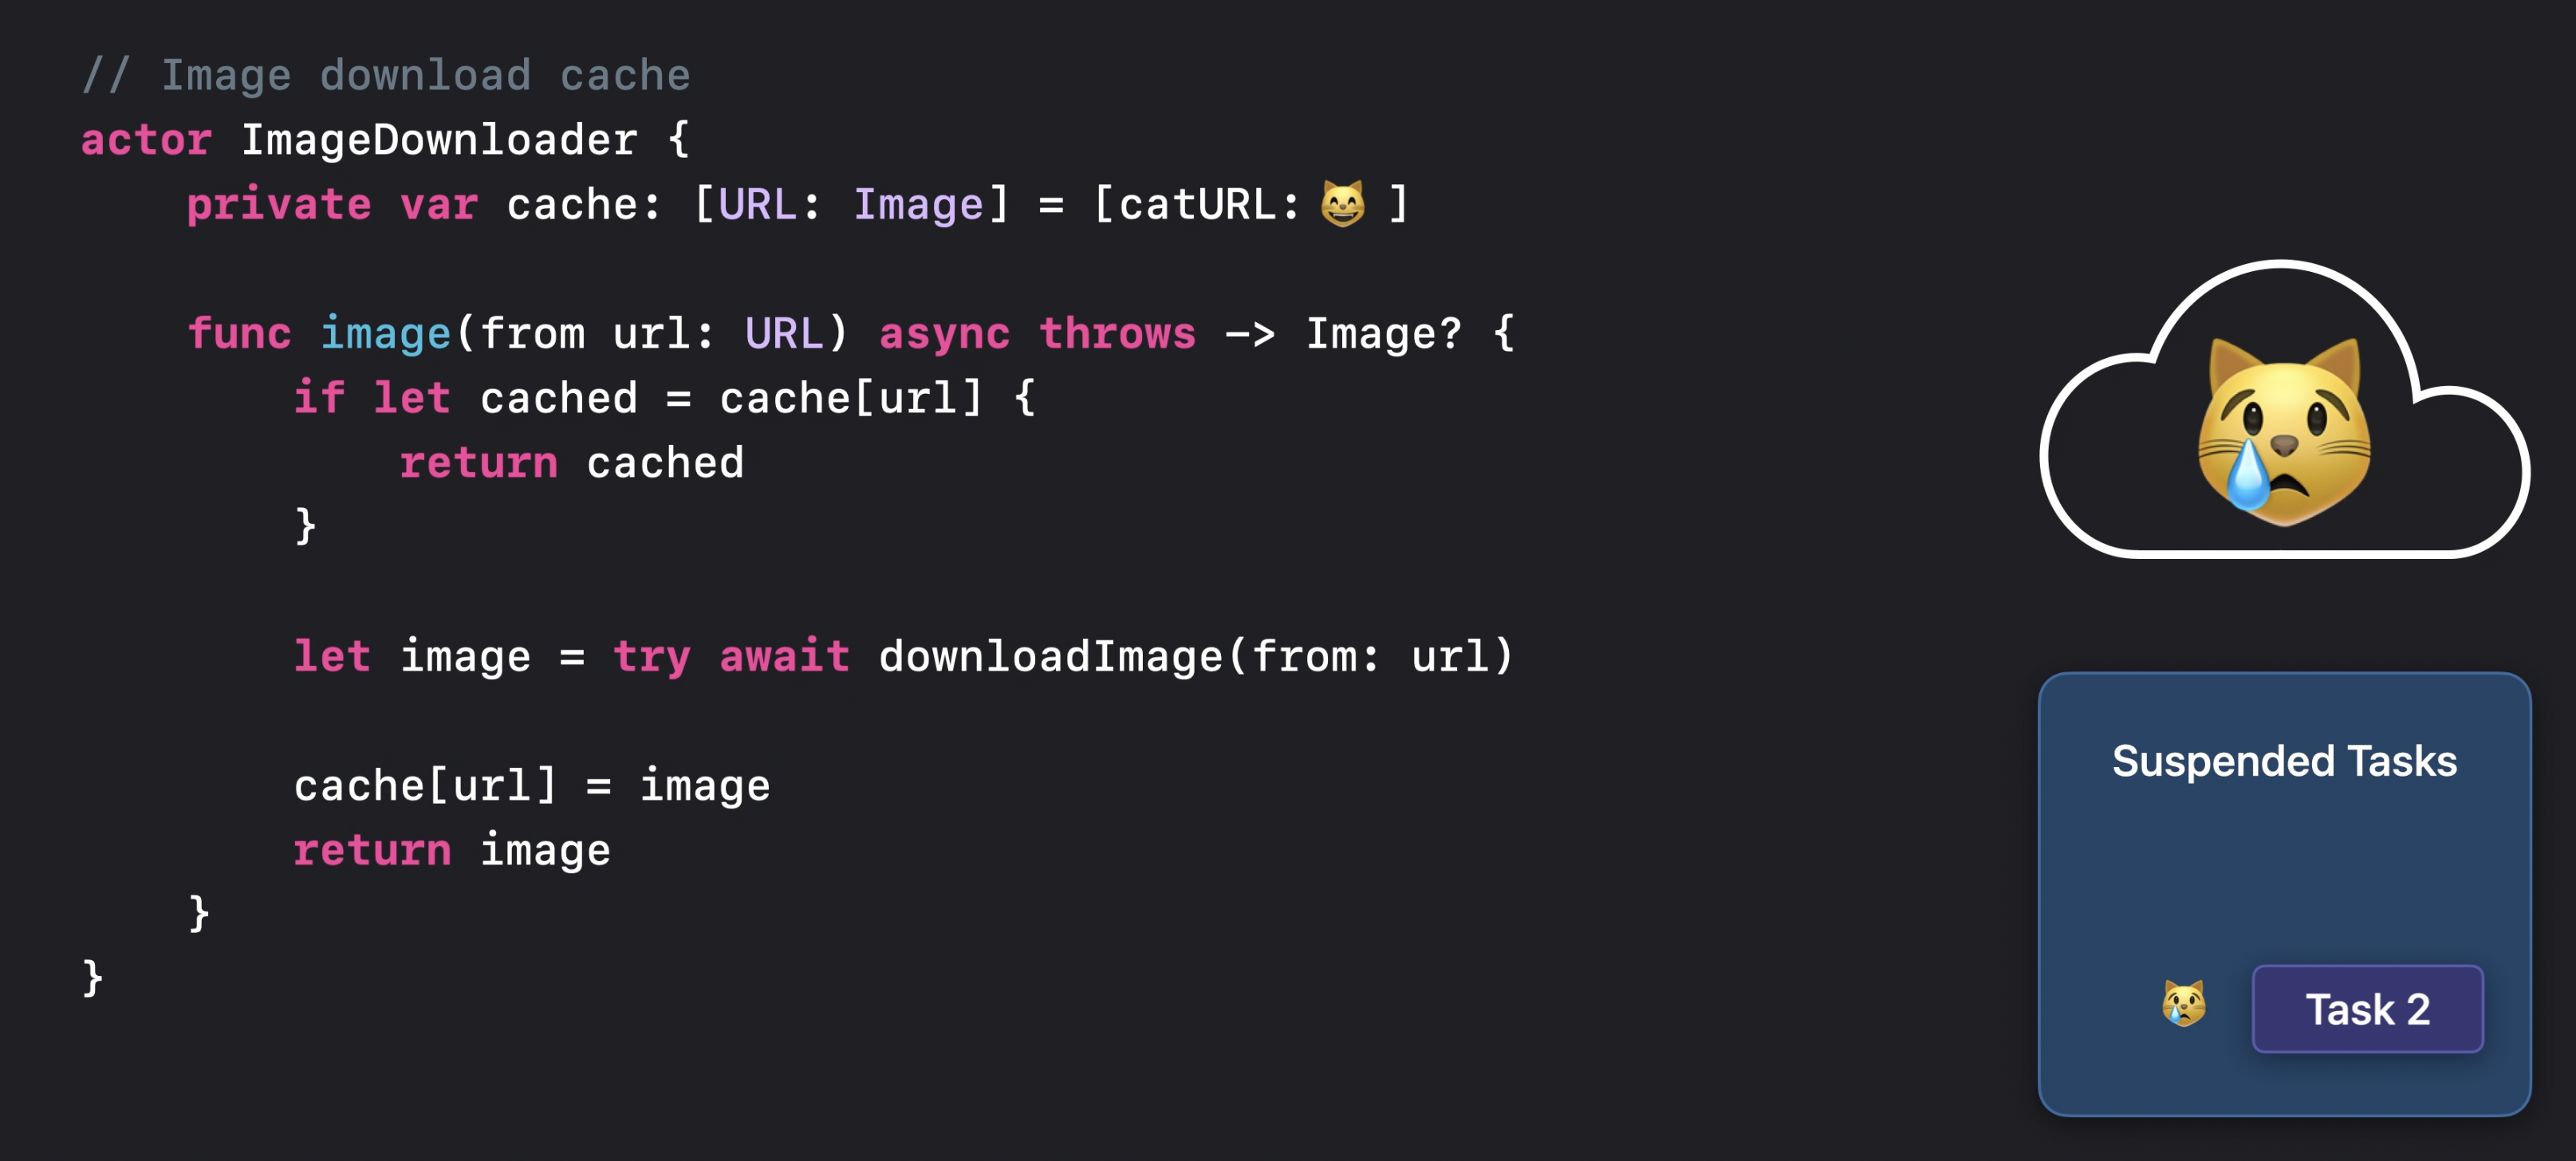 // Image download cache
actor ImageDownloader {
    private var cache: [URL: Image] = [catURL: 😸 ]
    func image(from url: URL) async throws -> Image? {
        if let cached = cache[url] {
            return cached
        }
        let image = try await downloadImage(from: url)
        cache[url] = image
        return image
    }
}
Suspended Tasks
Task 2